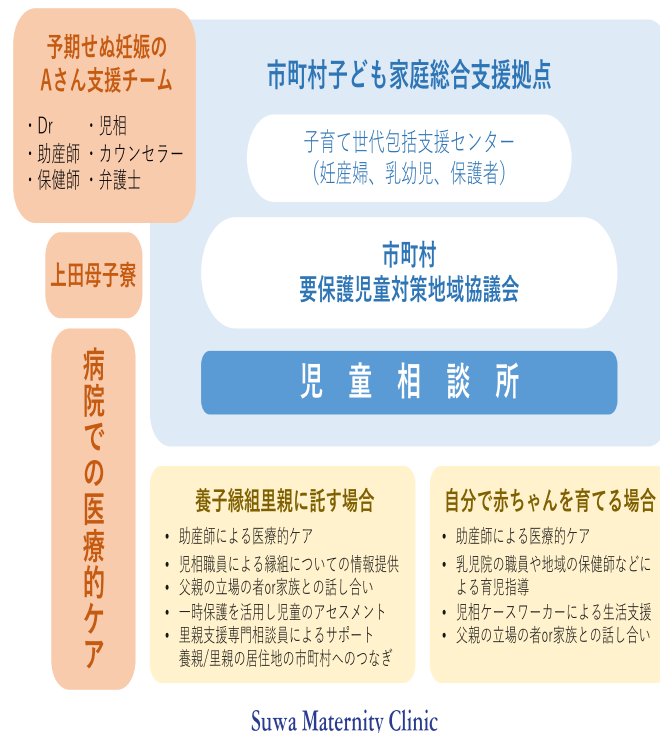 予期せぬ妊娠の
Aさん支援チーム
・Dr ・児相
・助産師・カウンセラー
・保健師・弁護士
上田母子寮
病院での医療的ケア
市町村子ども家庭総合支援拠点
子育て世代包括支援センター
（妊産婦、乳幼児、保護者）
市町村
要保護児童対策地域協議会
児童相談所
養子縁組里親に託す場合
• 助産師による医療的ケア
• 児相職員による縁組についての情報提供
• 父親の立場の者or家族との話し合い
• 一時保護を活用し児童のアセスメント
• 里親支援専門相談員によるサポート
養親/里親の居住地の市町村へのつなぎ
自分で赤ちゃんを育てる場合
• 助産師による医療的ケア
• 乳児院の職員や地域の保健師などに
よる育児指導
• 児相ケースワーカーによる生活支援
• 父親の立場の者or家族との話し合い
Suwa Maternity Clinic